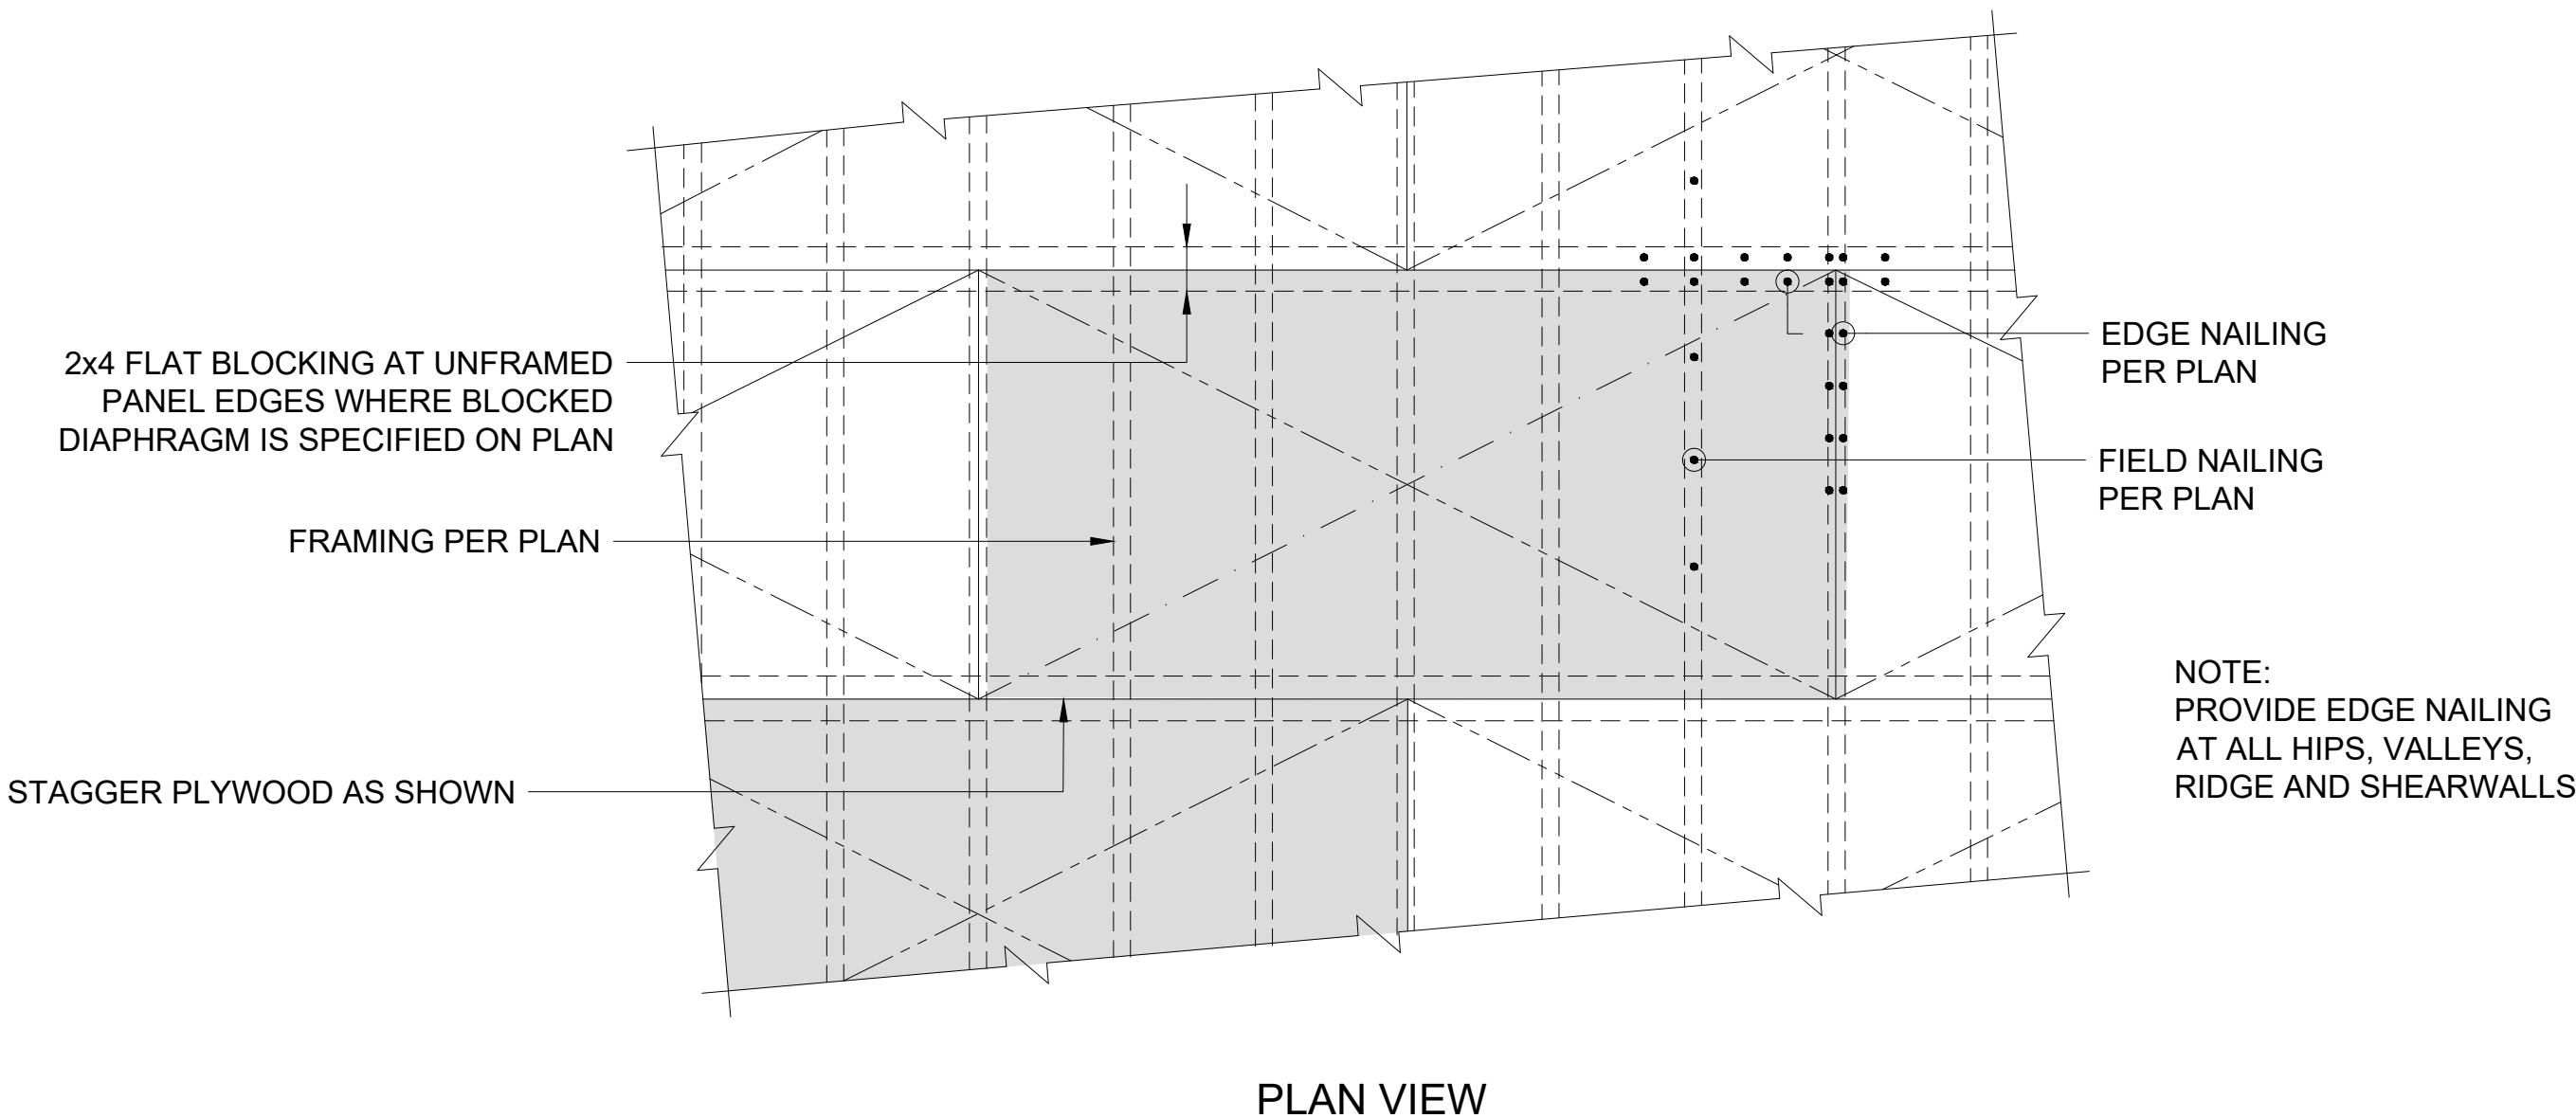 2x4 FLAT BLOCKING AT UNFRAMED
PANEL EDGES WHERE BLOCKED
DIAPHRAGM IS SPECIFIED ON PLAN
FRAMING PER PLAN
STAGGER PLYWOOD AS SHOWN
EDGE NAILING
PER PLAN
FIELD NAILING
PER PLAN
NOTE:
PROVIDE EDGE NAILING
AT ALL HIPS, VALLEYS,
RIDGE AND SHEARWALLS
PLAN VIEW